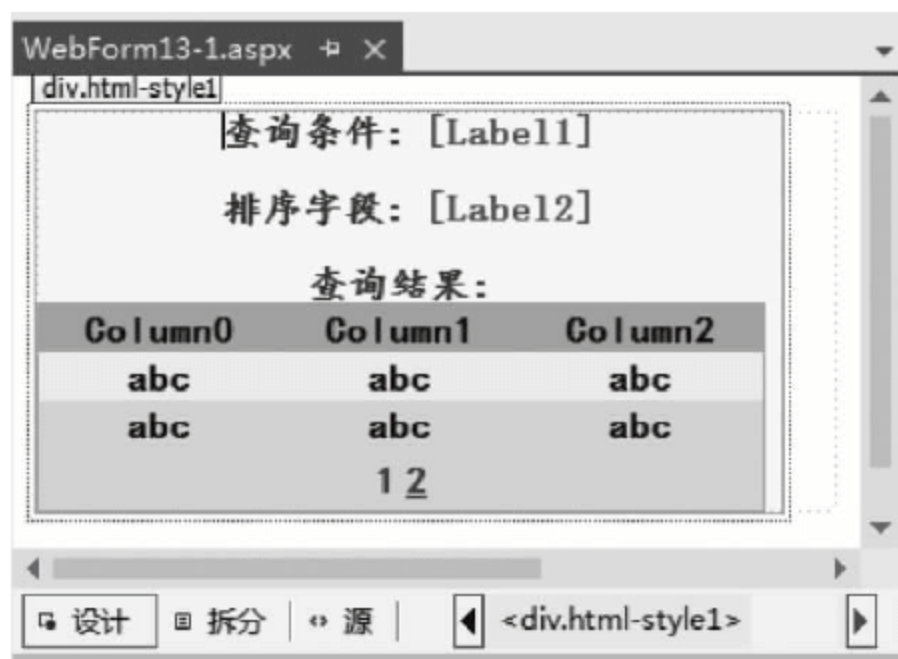 WebForm13-1.aspx
div.html-style1
查询条件: [Label1]
排序字段: [Label2]
查询结果:
Column0 Column1 Column2
abc abc abc
abc abc abc
1 2
设计 拆分 源 <div.html-style1>